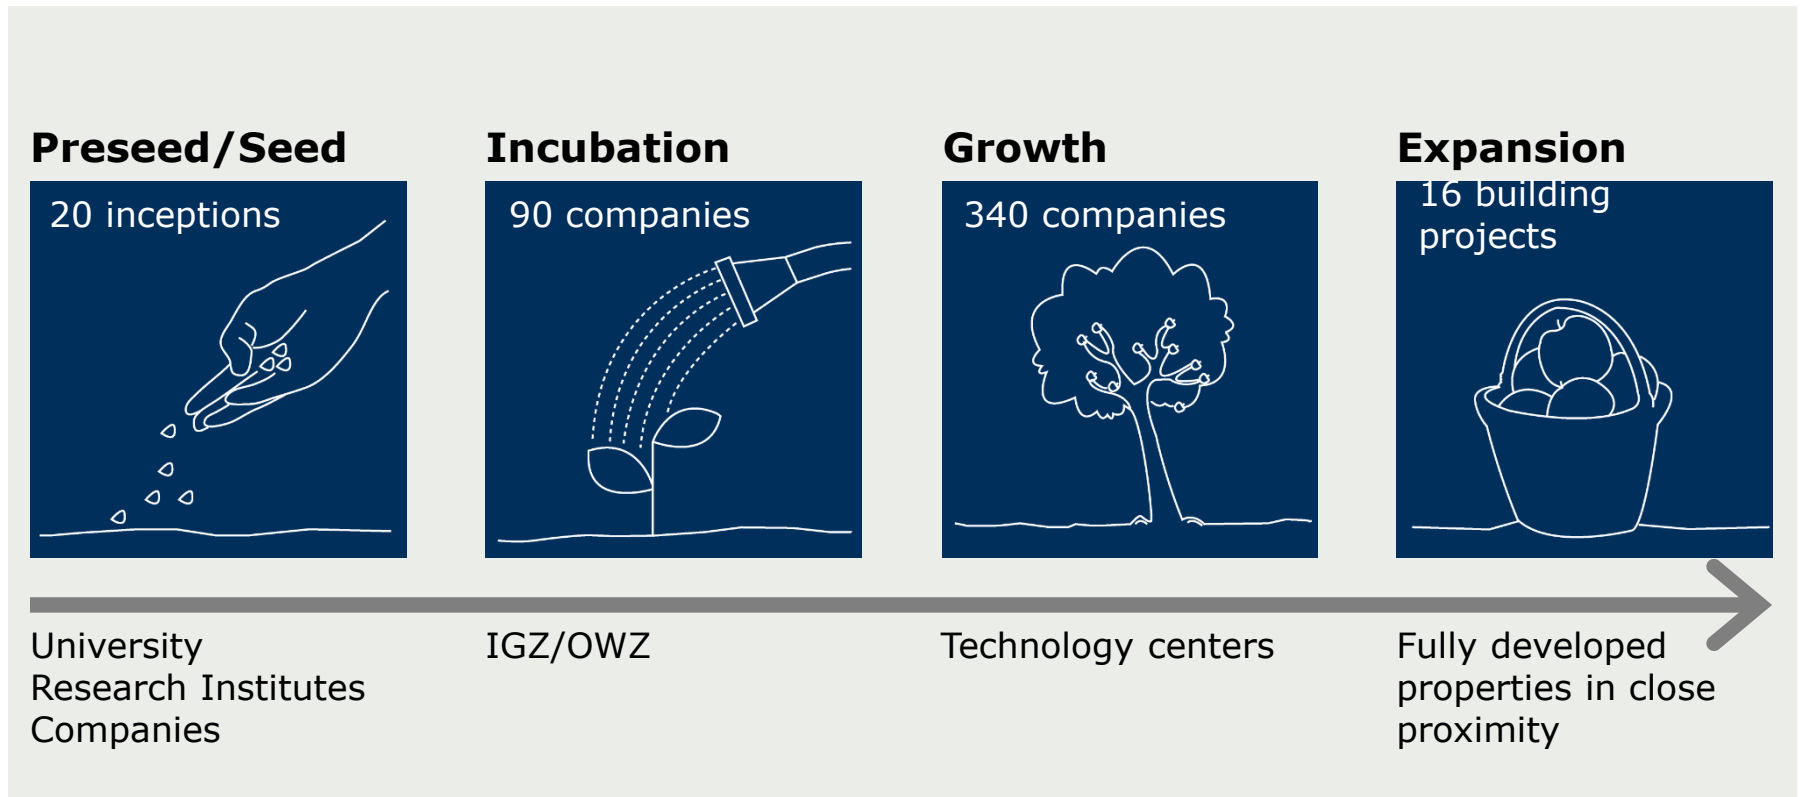 Preseed/Seed
20 inceptions
University
Research Institutes
Companies
Incubation
90 companies
IGZ/OWZ
Growth
340 companies
Technology centers
Expansion
16 building
projects
Fully developed
properties in close
proximity